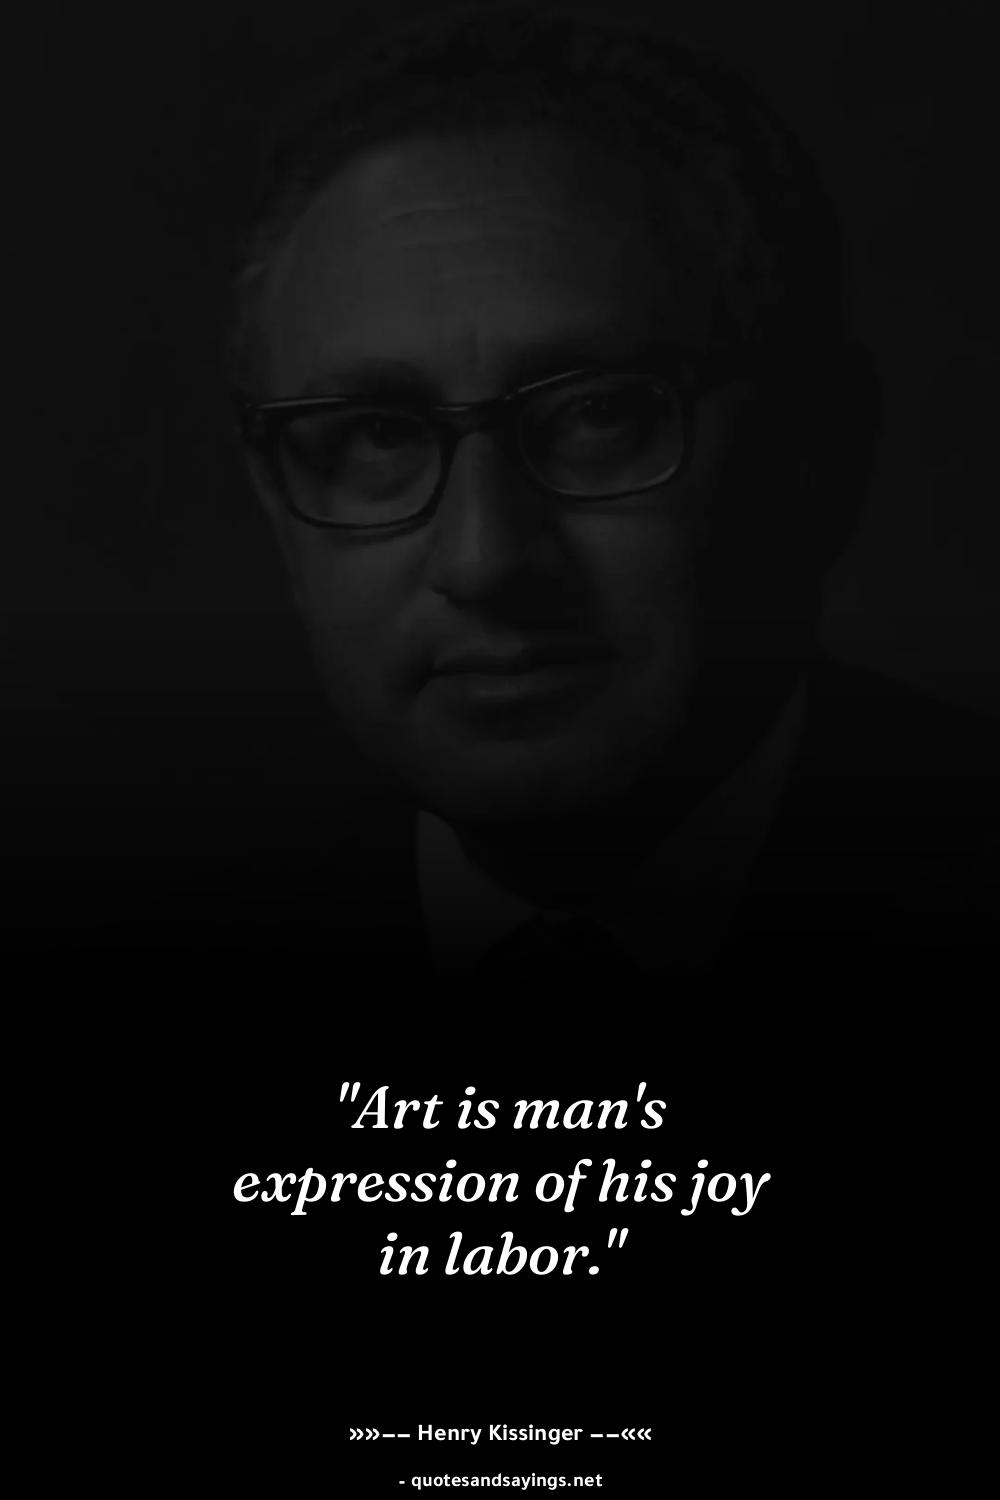 "Art is man's
expression of his joy
in labor."
»»−− Henry Kissinger −−««
- quotesandsayings.net